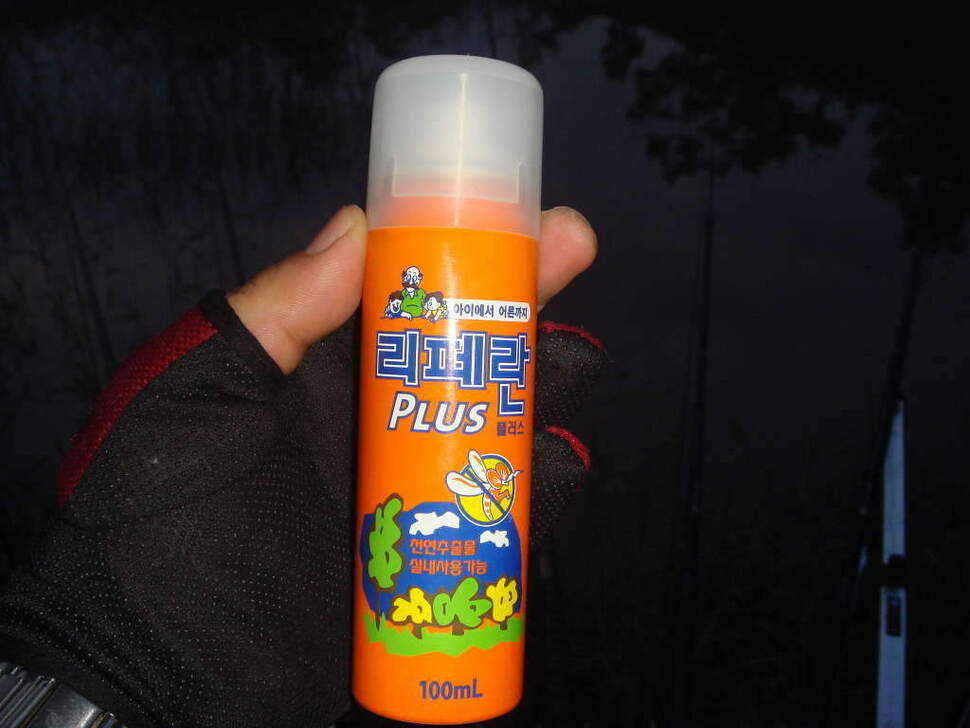 아이에서 어른까지
리페란
PLUS
플러스
천연추출물
실내사용가능
100mL